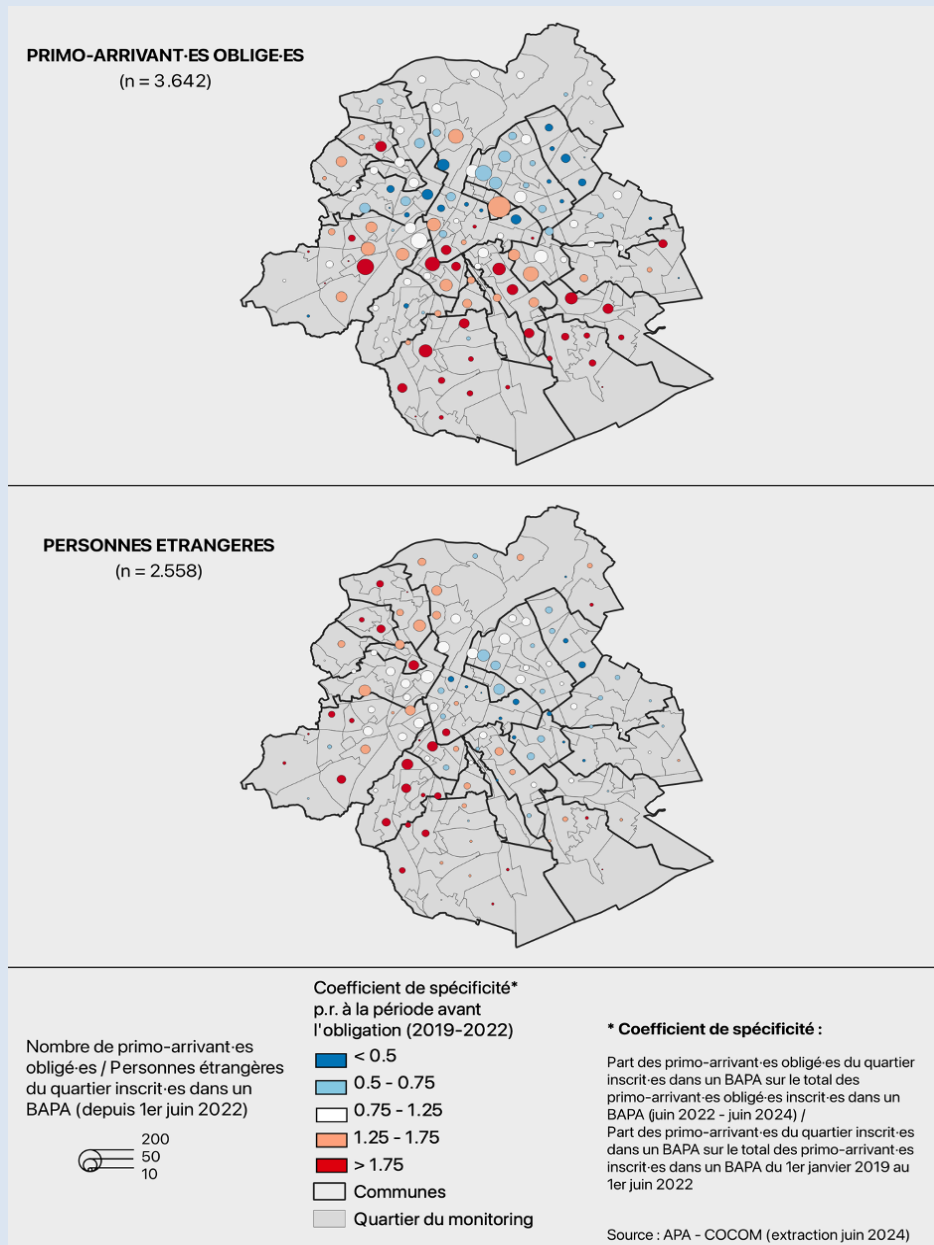 PRIMO-ARRIVANT·ES OBLIGE·ES
(n = 3.642)
PERSONNES ETRANGERES
(n = 2.558)
Nombre de primo-arrivant·es
obligé·es / Personnes étrangères
du quartier inscrit·es dans un
BAPA (depuis 1er juin 2022)
200
50
10
Coefficient de spécificité*
p.r. à la période avant
l'obligation (2019-2022)
< 0.5
0.5 - 0.75
0.75 - 1.25
1.25 - 1.75
> 1.75
Communes
Quartier du monitoring
* Coefficient de spécificité :
Part des primo-arrivant·es obligé·es du quartier
inscrit·es dans un BAPA sur le total des
primo-arrivant·es obligé·es inscrit·es dans un
BAPA (juin 2022 - juin 2024) /
Part des primo-arrivant·es du quartier inscrit·es
dans un BAPA sur le total des primo-arrivant·es
inscrit·es dans un BAPA du 1er janvier 2019 au
1er juin 2022
Source : APA - COCOM (extraction juin 2024)